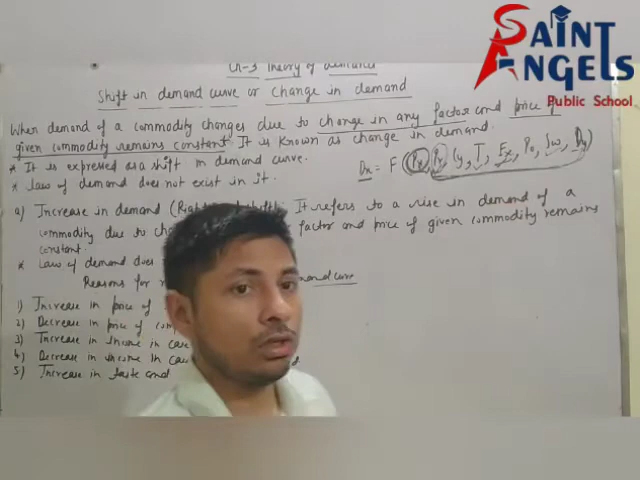 SAINT
ANGELS
Public School
Ch-3 Theory of demand
Shift in demand curve or change in demand
When demand of a commodity changes due to change in any factor and price of
given commodity remains constant. It is known as change in demand.
* It is expressed as a shift in demand curve.
* Law of demand does not exist in it.
Dx = F (Px, Pr, (y, T, Ex, Po, Sw, Dy)
a) Increase in demand (Right shift): It refers to a rise in demand of a
commodity due to factor and price of given commodity remains
constant.
* Law of demand does
Reasons for demand curve
1) Increase in price of
2) Decrease in price of com
3) Increase in income in case
4) Decrease in income in case
5) Increase in taste and